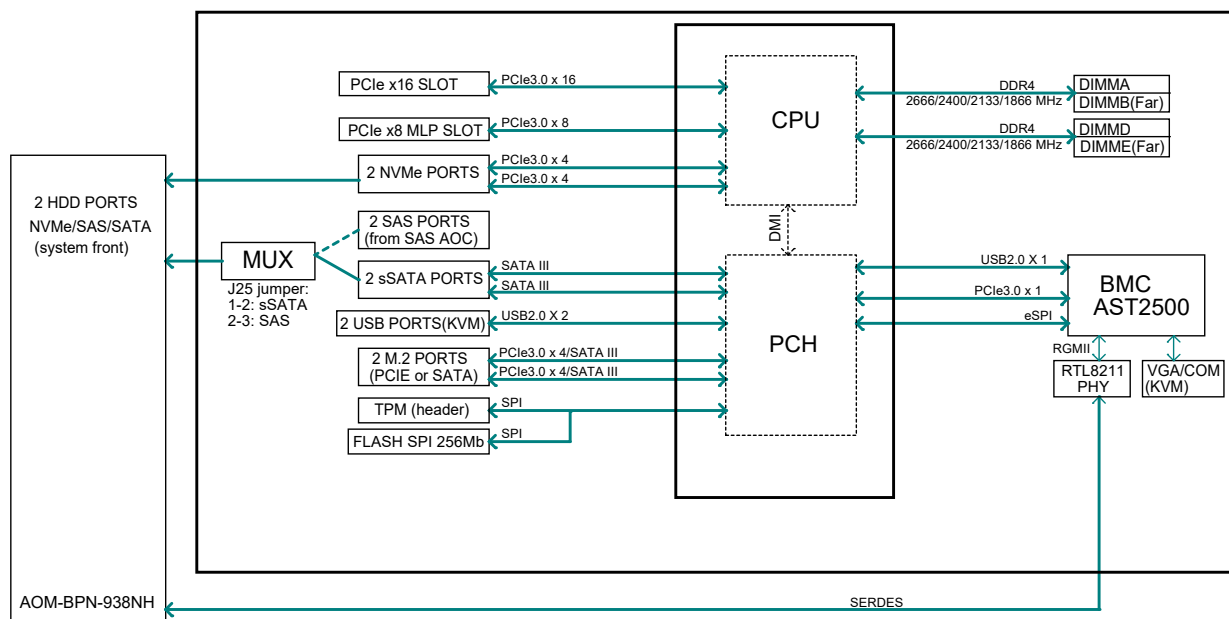 PCIe x16 SLOT
PCIe3.0 x 16
PCIe x8 MLP SLOT
PCIe3.0 x 8
2 NVMe PORTS
PCIe3.0 x 4
PCIe3.0 x 4
2 SAS PORTS
(from SAS AOC)
2 sSATA PORTS
SATA III
SATA III
2 USB PORTS(KVM)
USB2.0 X 2
2 M.2 PORTS
(PCIE or SATA)
PCIe3.0 x 4/SATA III
PCIe3.0 x 4/SATA III
TPM (header)
SPI
FLASH SPI 256Mb
SPI
2 HDD PORTS
NVMe/SAS/SATA
(system front)
AOM-BPN-938NH
MUX
J25 jumper:
1-2: sSATA
2-3: SAS
CPU
DMI
PCH
DDR4
2666/2400/2133/1866 MHz
DIMMA
DIMMB(Far)
DDR4
2666/2400/2133/1866 MHz
DIMMD
DIMME(Far)
USB2.0 X 1
PCIe3.0 x 1
eSPI
BMC
AST2500
RGMII
RTL8211
PHY
VGA/COM
(KVM)
SERDES